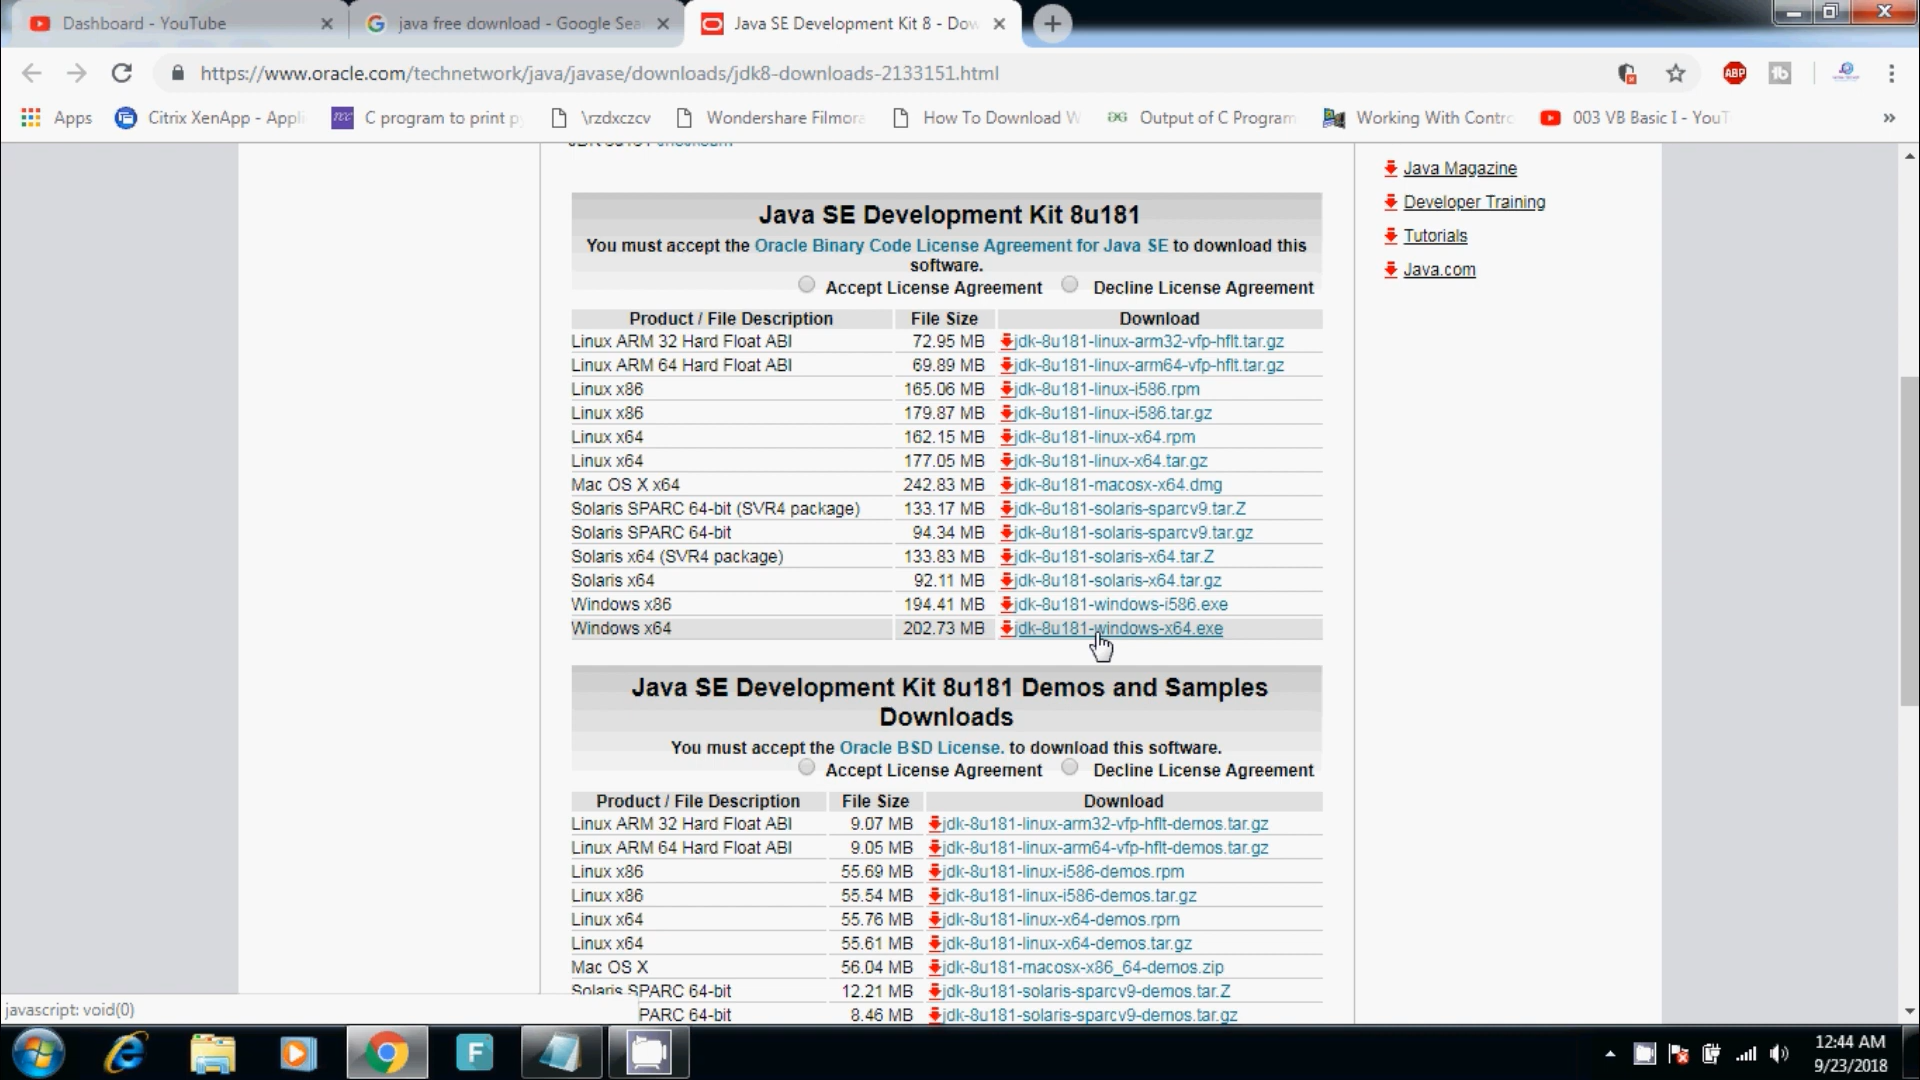 Dashboard - YouTube
java free download - Google Sea
Java SE Development Kit 8 - Dow
https://www.oracle.com/technetwork/java/javase/downloads/jdk8-downloads-2133151.html
ABP
Apps
Citrix XenApp - Appli
C program to print p
\rzdxczcv
Wondershare Filmora
How To Download W
Output of C Program
Working With Contro
003 VB Basic I - YouT
»
Java SE Development Kit 8u181
You must accept the Oracle Binary Code License Agreement for Java SE to download this
software.
Accept License Agreement Decline License Agreement
Product / File Description File Size Download
Linux ARM 32 Hard Float ABI 72.95 MB jdk-8u181-linux-arm32-vfp-hflt.tar.gz
Linux ARM 64 Hard Float ABI 69.89 MB jdk-8u181-linux-arm64-vfp-hflt.tar.gz
Linux x86 165.06 MB jdk-8u181-linux-i586.rpm
Linux x86 179.87 MB jdk-8u181-linux-i586.tar.gz
Linux x64 162.15 MB jdk-8u181-linux-x64.rpm
Linux x64 177.05 MB jdk-8u181-linux-x64.tar.gz
Mac OS X x64 242.83 MB jdk-8u181-macosx-x64.dmg
Solaris SPARC 64-bit (SVR4 package) 133.17 MB jdk-8u181-solaris-sparcv9.tar.Z
Solaris SPARC 64-bit 94.34 MB jdk-8u181-solaris-sparcv9.tar.gz
Solaris x64 (SVR4 package) 133.83 MB jdk-8u181-solaris-x64.tar.Z
Solaris x64 92.11 MB jdk-8u181-solaris-x64.tar.gz
Windows x86 194.41 MB jdk-8u181-windows-i586.exe
Windows x64 202.73 MB jdk-8u181-windows-x64.exe
Java SE Development Kit 8u181 Demos and Samples
Downloads
You must accept the Oracle BSD License. to download this software.
Accept License Agreement Decline License Agreement
Product / File Description File Size Download
Linux ARM 32 Hard Float ABI 9.07 MB jdk-8u181-linux-arm32-vfp-hflt-demos.tar.gz
Linux ARM 64 Hard Float ABI 9.05 MB jdk-8u181-linux-arm64-vfp-hflt-demos.tar.gz
Linux x86 55.69 MB jdk-8u181-linux-i586-demos.rpm
Linux x86 55.54 MB jdk-8u181-linux-i586-demos.tar.gz
Linux x64 55.76 MB jdk-8u181-linux-x64-demos.rpm
Linux x64 55.61 MB jdk-8u181-linux-x64-demos.tar.gz
Mac OS X 56.04 MB jdk-8u181-macosx-x86_64-demos.zip
Solaris SPARC 64-bit 12.21 MB jdk-8u181-solaris-sparcv9-demos.tar.Z
PARC 64-bit 8.46 MB jdk-8u181-solaris-sparcv9-demos.tar.gz
Java Magazine
Developer Training
Tutorials
Java.com
javascript: void(0)
F
12:44 AM
9/23/2018